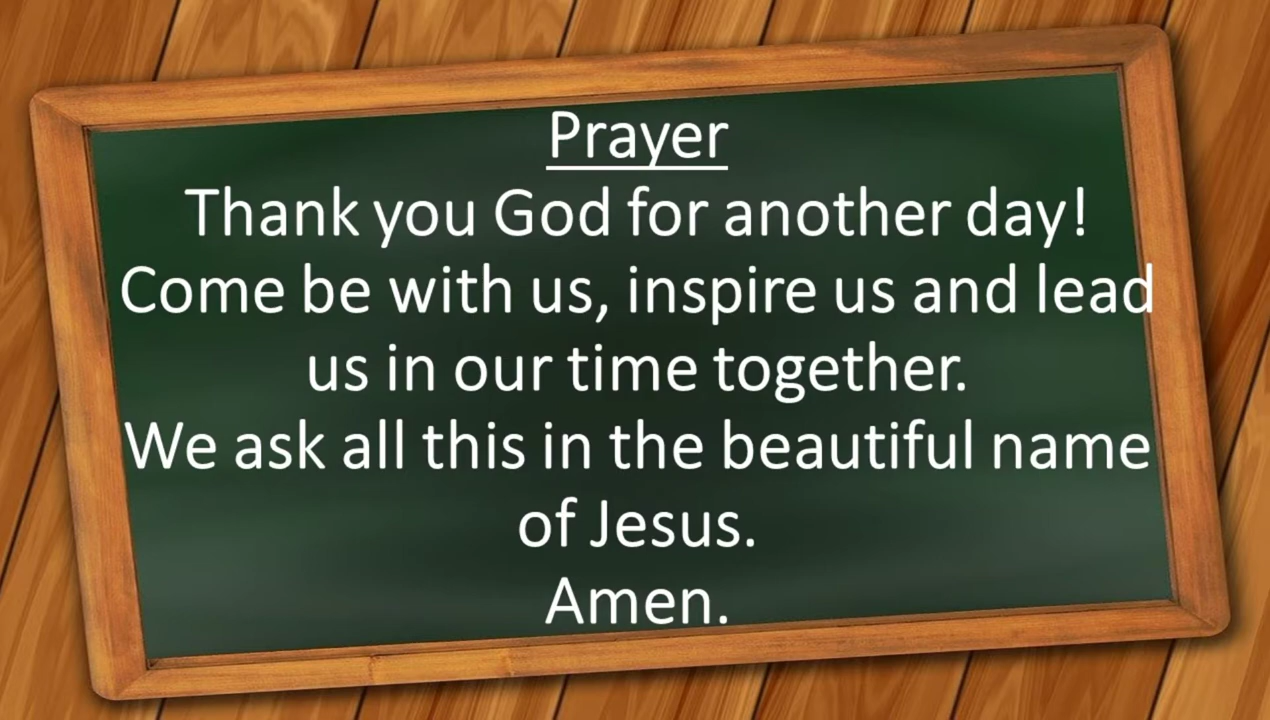 Prayer
Thank you God for another day!
Come be with us, inspire us and lead
us in our time together.
We ask all this in the beautiful name
of Jesus.
Amen.